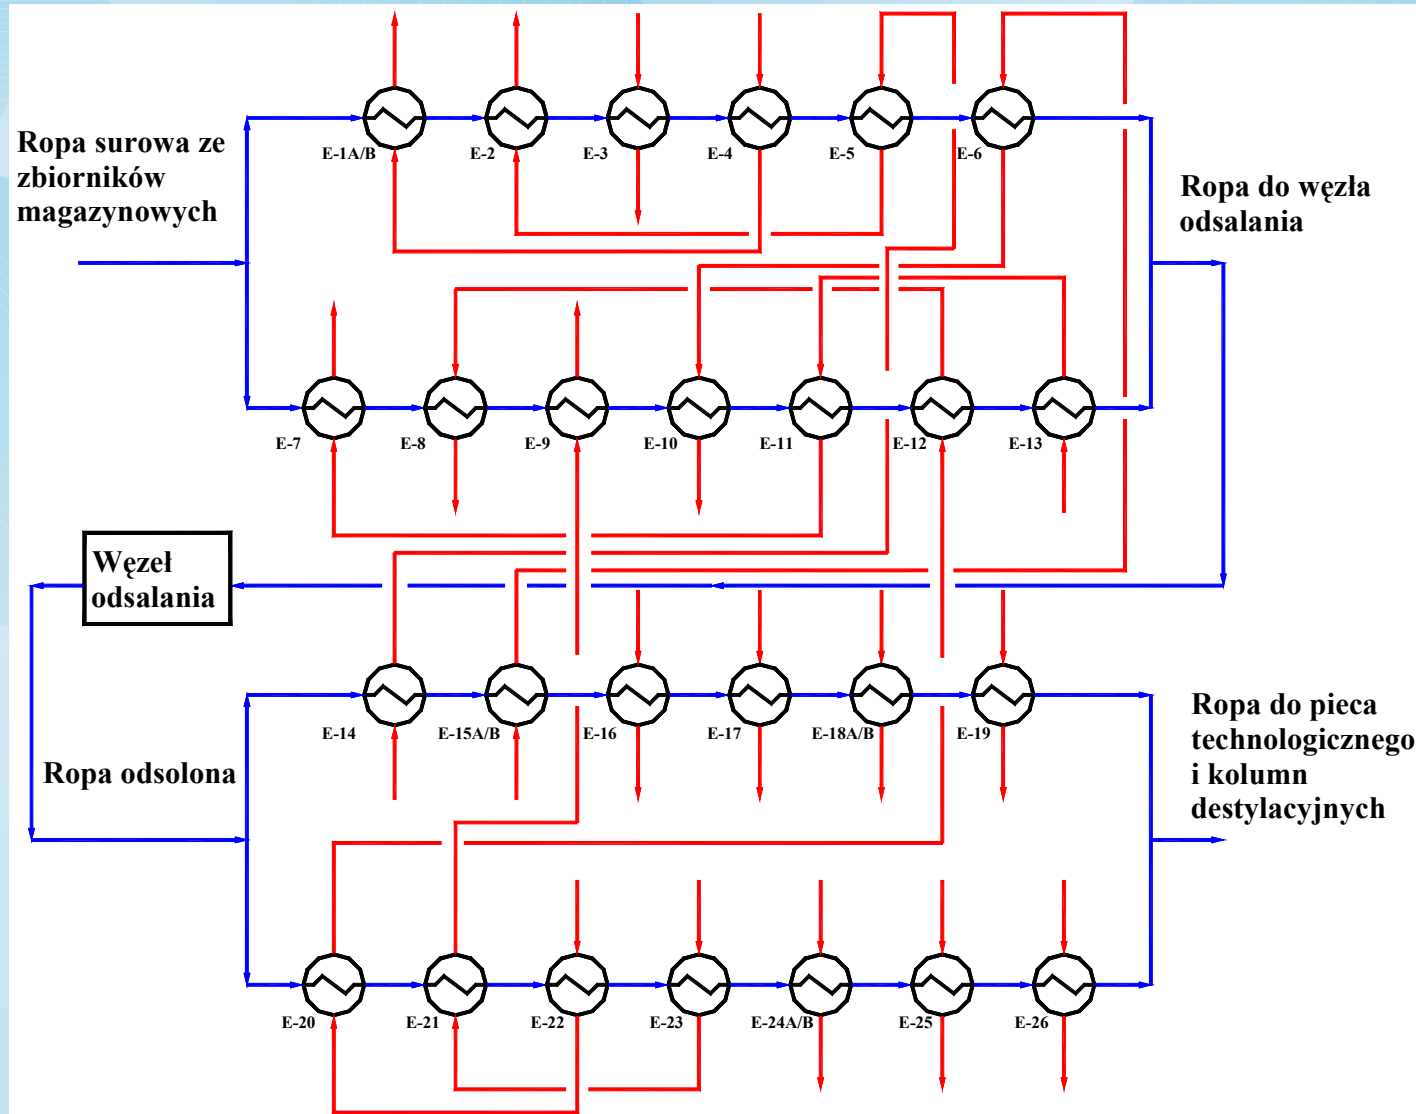 Ropa surowa ze
zbiorników
magazynowych
E-1A/B
E-2
E-3
E-4
E-5
E-6
Ropa do węzła
odsalania
E-7
E-8
E-9
E-10
E-11
E-12
E-13
Węzeł
odsalania
E-14
E-15A/B
E-16
E-17
E-18A/B
E-19
Ropa odsolona
Ropa do pieca
technologicznego
i kolumn
destylacyjnych
E-20
E-21
E-22
E-23
E-24A/B
E-25
E-26